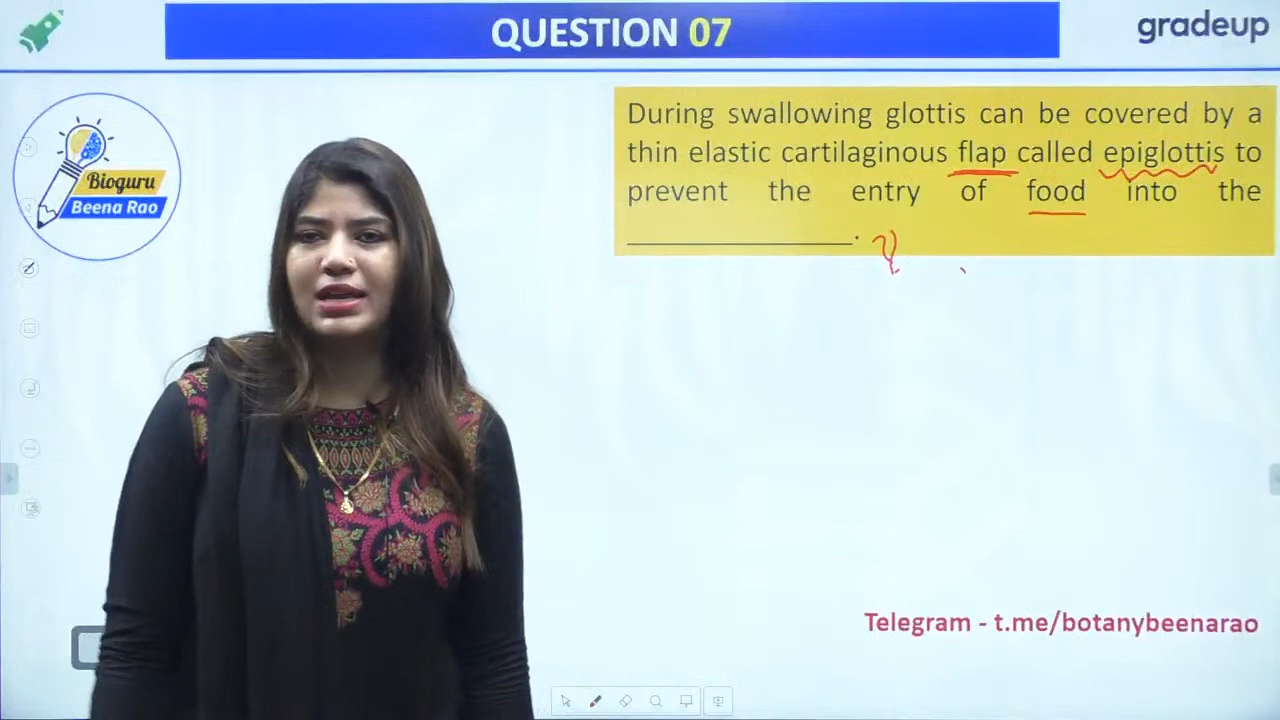 QUESTION 07
gradeup
Bioguru
Beena Rao
During swallowing glottis can be covered by a
thin elastic cartilaginous flap called epiglottis to
prevent the entry of food into the
____________________.
Telegram - t.me/botanybeenarao